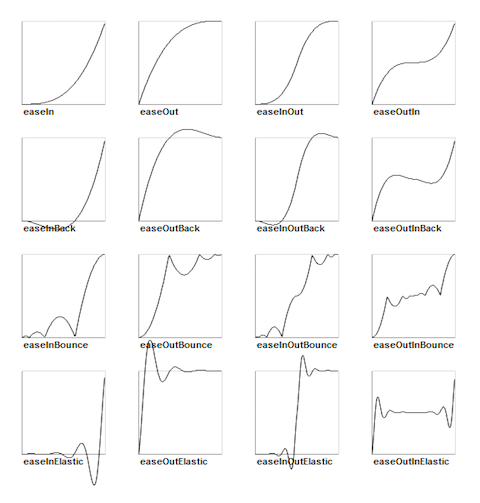 easeIn easeOut easeInOut easeOutIn
easeInBack easeOutBack easeInOutBack easeOutInBack
easeInBounce easeOutBounce easeInOutBounce easeOutInBounce
easeInElastic easeOutElastic easeInOutElastic easeOutInElastic